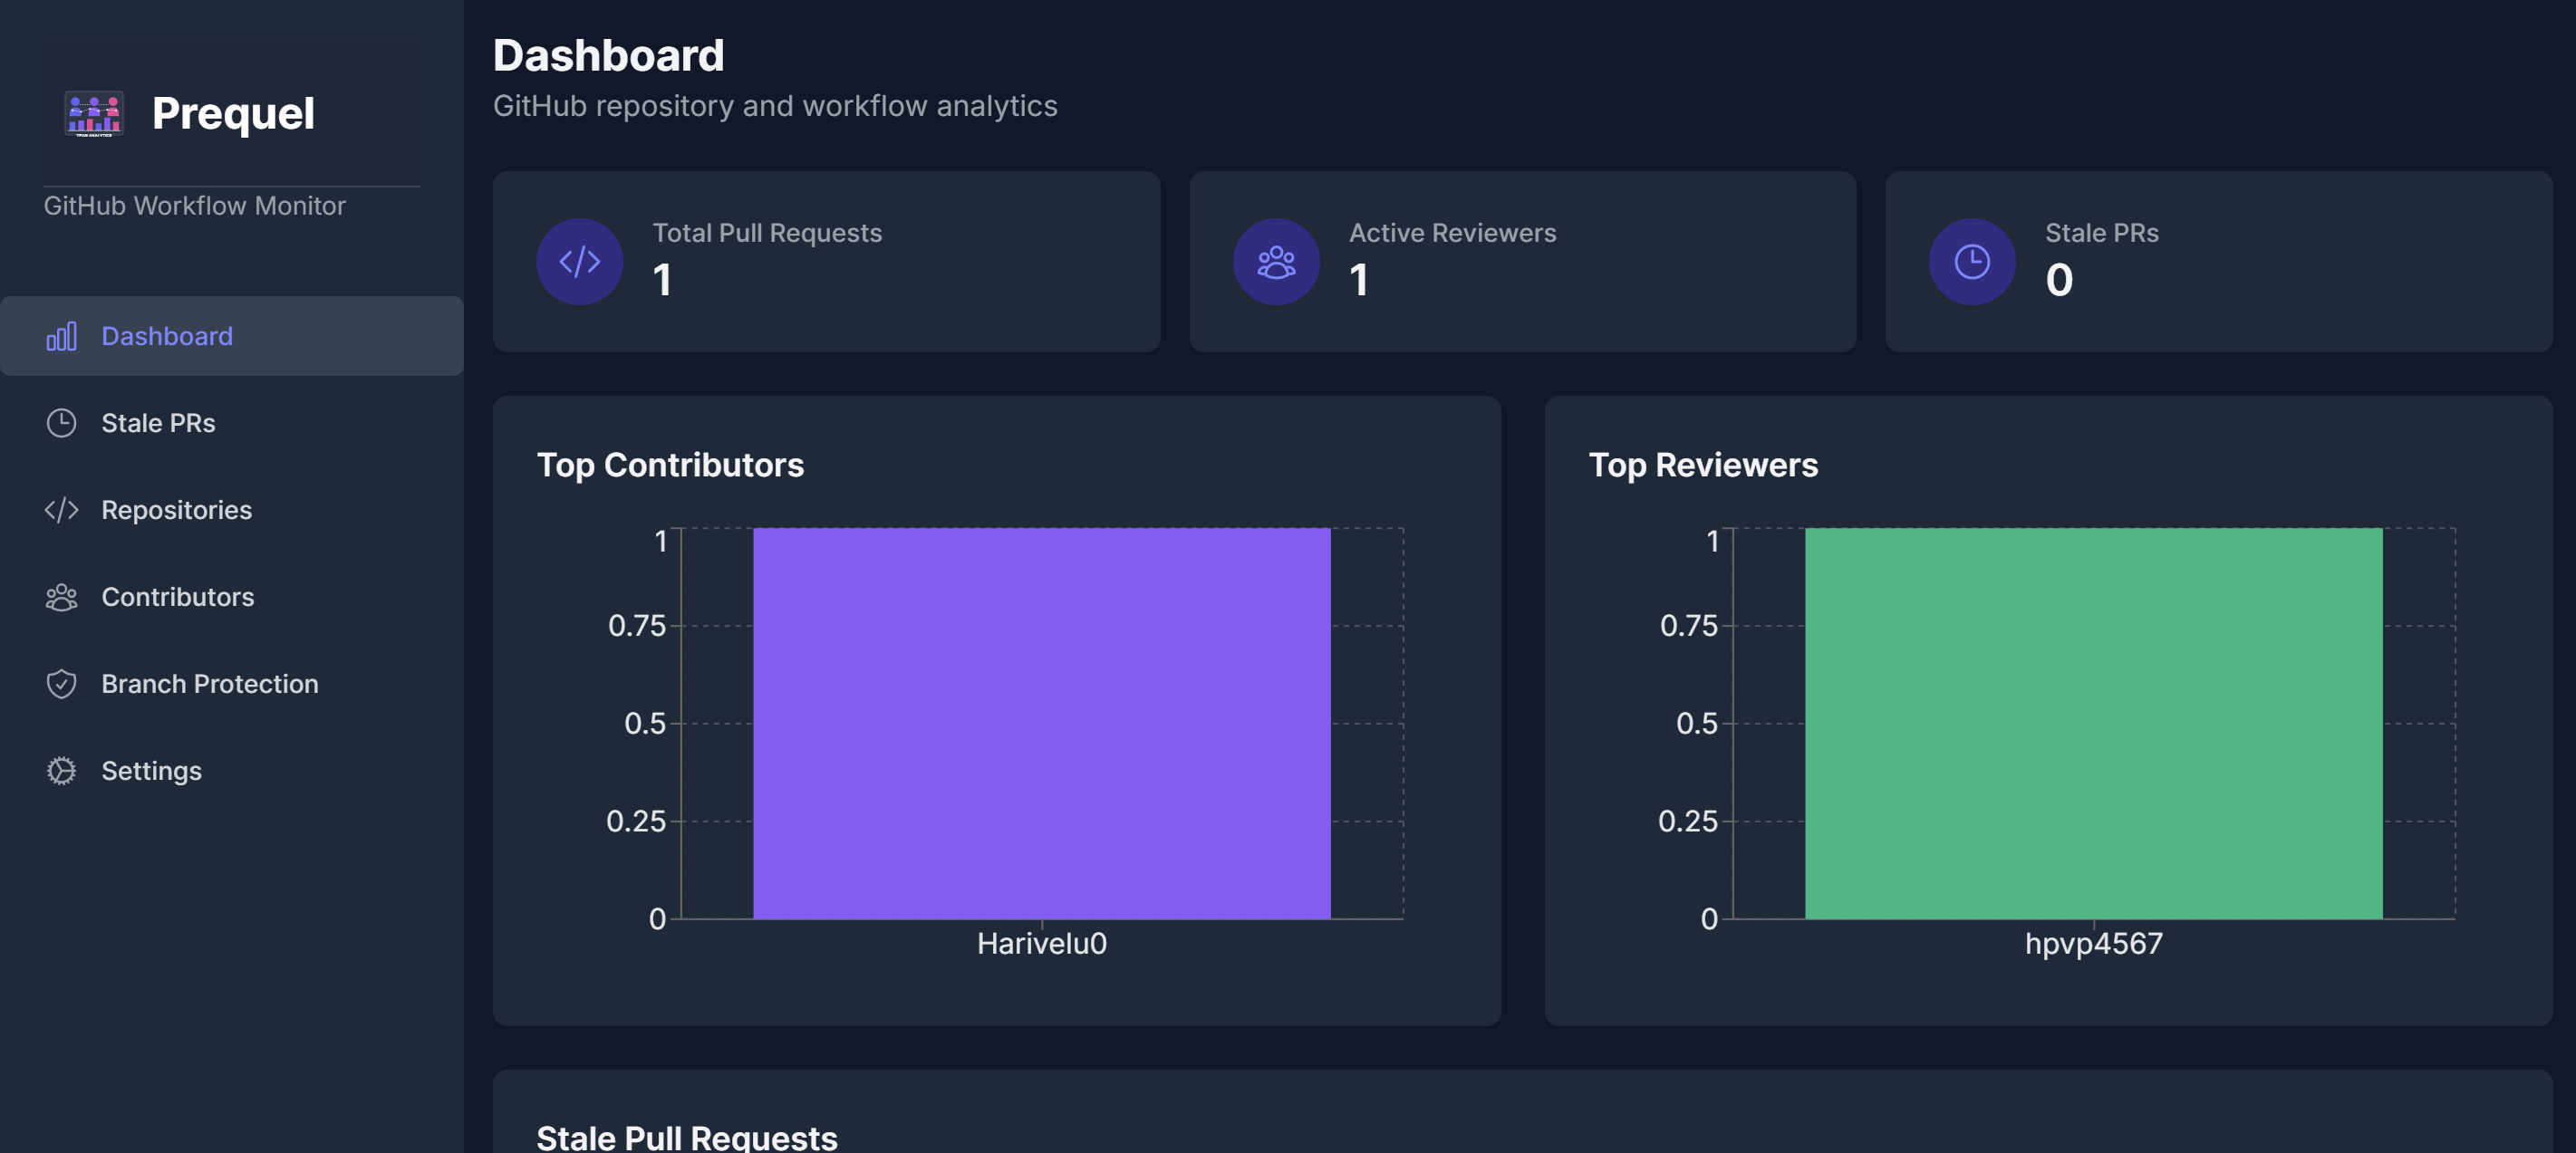 Prequel
TEAM ANALYTICS
GitHub Workflow Monitor
Dashboard
Stale PRs
Repositories
Contributors
Branch Protection
Settings
Dashboard
GitHub repository and workflow analytics
Total Pull Requests
1
Active Reviewers
1
Stale PRs
0
Top Contributors
1
0.75
0.5
0.25
0
Harivelu0
Top Reviewers
1
0.75
0.5
0.25
0
hpvp4567
Stale Pull Requests